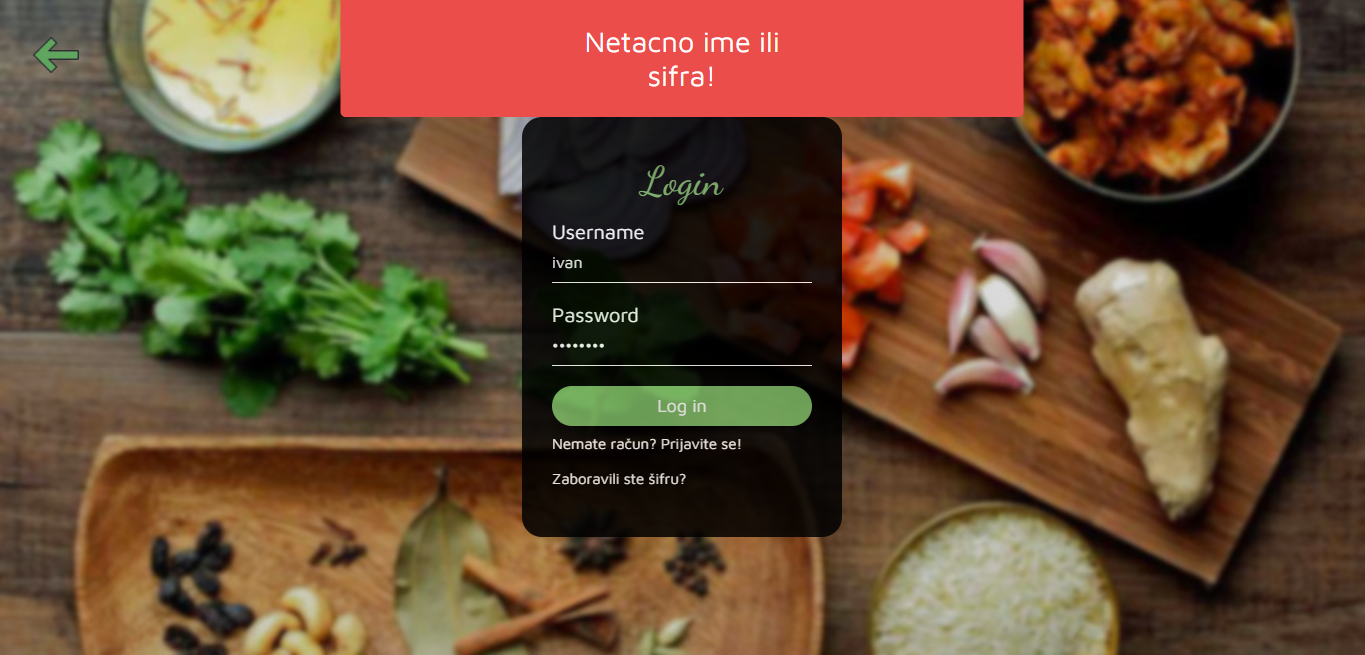 Netacno ime ili
sifra!
Login
Username
ivan
Password
••••••••
Log in
Nemate račun? Prijavite se!
Zaboravili ste šifru?